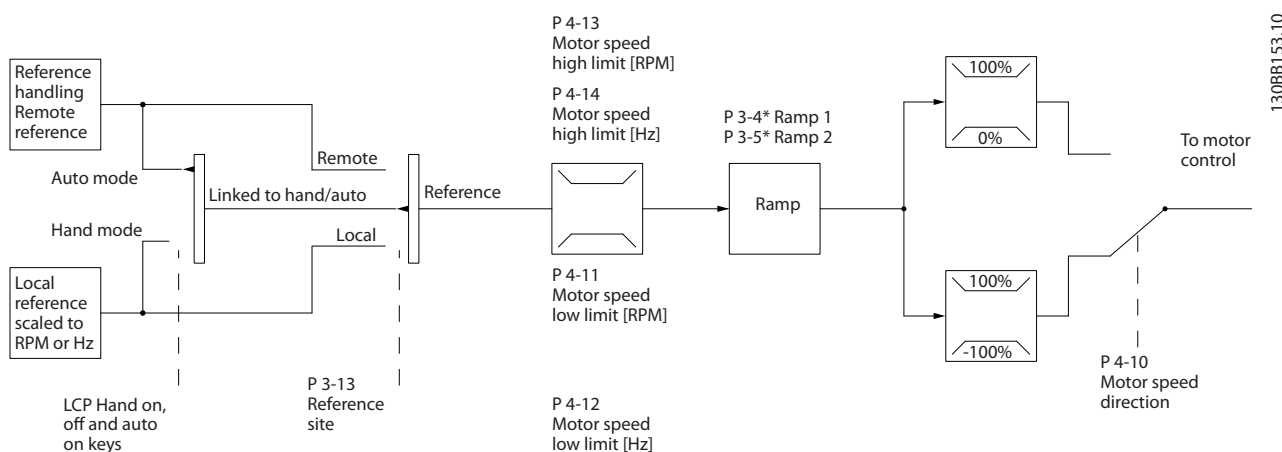 Reference
handling
Remote
reference
Auto mode
Hand mode
Local
reference
scaled to
RPM or Hz
LCP Hand on,
off and auto
on keys
Linked to hand/auto
Remote
Local
P 3-13
Reference
site
Reference
P 4-13
Motor speed
high limit [RPM]
P 4-14
Motor speed
high limit [Hz]
P 4-11
Motor speed
low limit [RPM]
P 4-12
Motor speed
low limit [Hz]
P 3-4* Ramp 1
P 3-5* Ramp 2
Ramp
100%
0%
100%
-100%
To motor
control
P 4-10
Motor speed
direction
130BB153.10